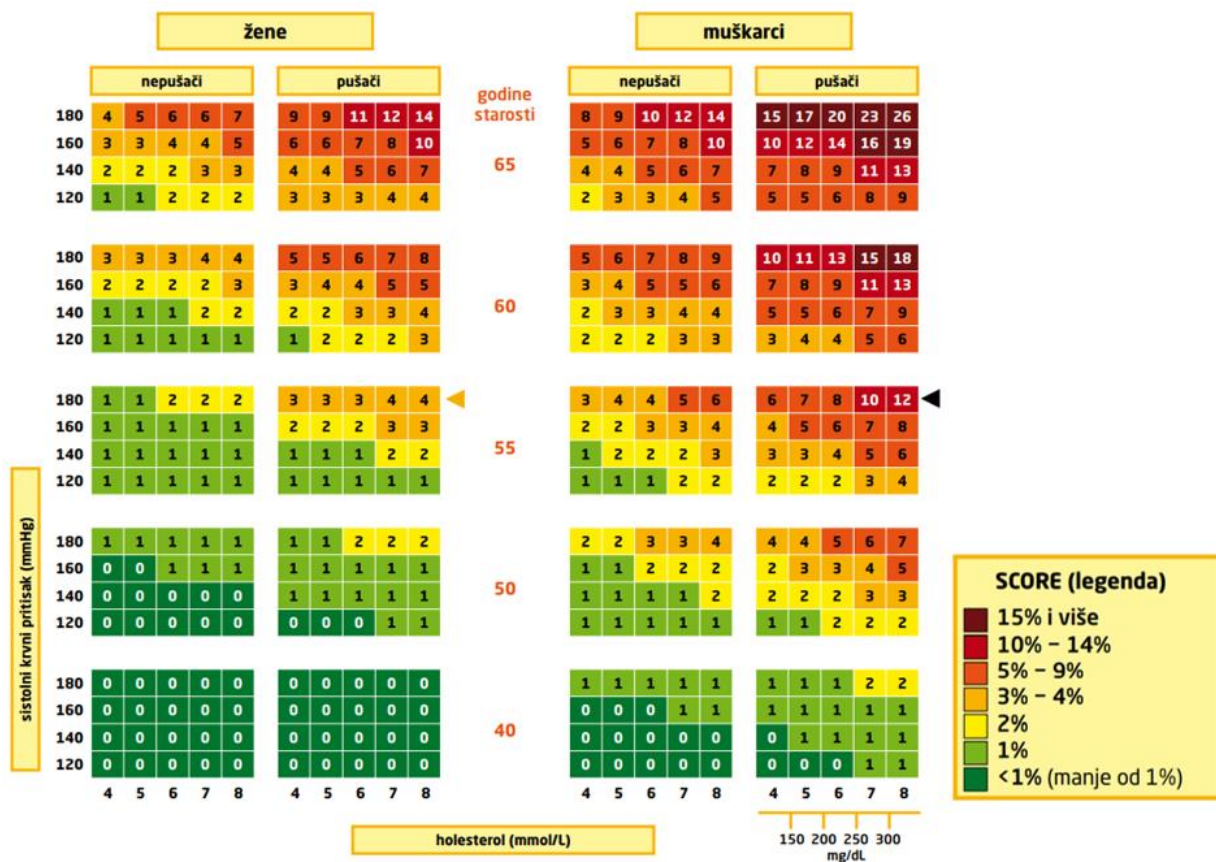 žene
muškarci
nepušači
pušači
godine
starosti
nepušači
pušači
180 4 5 6 6 7 9 9 11 12 14 8 9 10 12 14 15 17 20 23 26
160 3 3 4 4 5 6 6 7 8 10 5 6 7 8 10 10 12 14 16 19
65
140 2 2 2 3 3 4 4 5 6 7 4 4 5 6 7 7 8 9 11 13
120 1 1 2 2 2 3 3 3 4 4 2 3 3 4 5 5 5 6 8 9
180 3 3 3 4 4 5 5 6 7 8 5 6 7 8 9 10 11 13 15 18
160 2 2 2 2 3 3 4 4 5 5 3 4 5 5 6 7 8 9 11 13
60
140 1 1 1 2 2 2 2 3 3 4 2 3 3 4 4 5 5 6 7 9
120 1 1 1 1 1 1 2 2 2 3 2 2 2 3 3 3 4 4 5 6
180 1 1 2 2 2 3 3 3 4 4 3 4 4 5 6 6 7 8 10 12
160 1 1 1 1 1 2 2 2 3 3 2 2 3 3 4 4 5 6 7 8
55
140 1 1 1 1 1 1 1 1 2 2 1 2 2 2 3 3 3 4 5 6
120 1 1 1 1 1 1 1 1 1 1 1 1 1 2 2 2 2 2 3 4
180 1 1 1 1 1 1 1 2 2 2 2 2 3 3 4 4 4 5 6 7
160 0 0 1 1 1 1 1 1 1 1 1 1 2 2 2 2 3 3 4 5
50
140 0 0 0 0 0 1 1 1 1 1 1 1 1 1 2 2 2 2 3 3
120 0 0 0 0 0 0 0 0 1 1 1 1 1 1 1 1 1 2 2 2
180 0 0 0 0 0 0 0 0 0 0 1 1 1 1 1 1 1 1 2 2
160 0 0 0 0 0 0 0 0 0 0 0 0 0 1 1 1 1 1 1 1
40
140 0 0 0 0 0 0 0 0 0 0 0 0 0 0 0 0 1 1 1 1
120 0 0 0 0 0 0 0 0 0 0 0 0 0 0 0 0 0 0 1 1
4 5 6 7 8 4 5 6 7 8 4 5 6 7 8 4 5 6 7 8
sistolni krvni pritisak (mmHg)
holesterol (mmol/L)
150 200 250 300
mg/dL
SCORE (legenda)
15% i više
10% – 14%
5% – 9%
3% – 4%
2%
1%
<1% (manje od 1%)